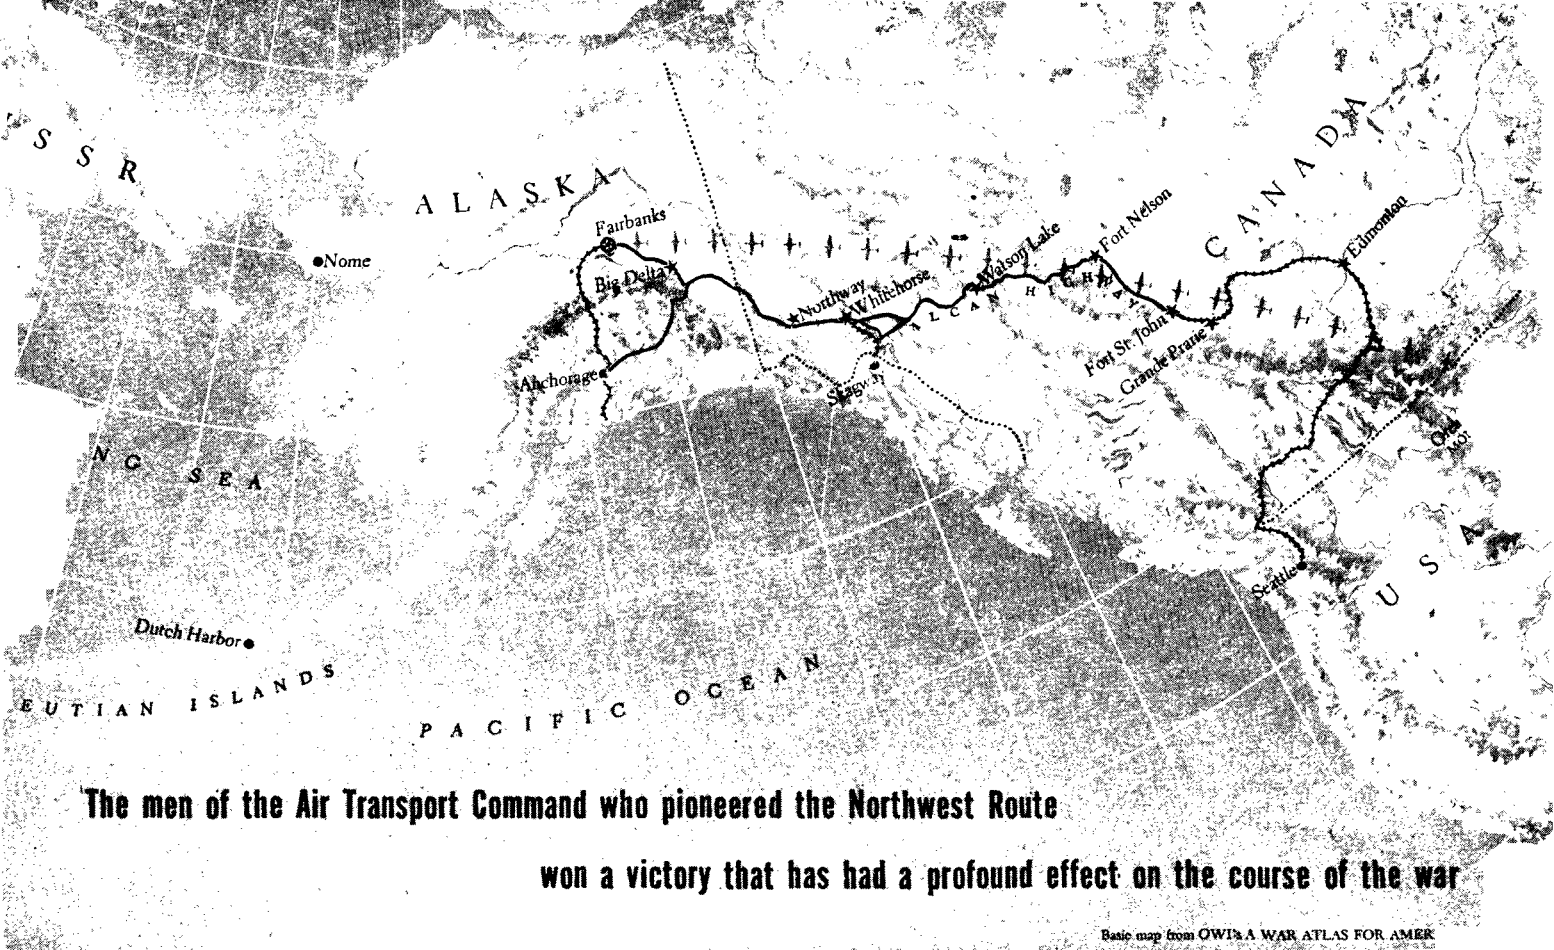 S S R
ALASKA
CANADA
Fairbanks
Nome
Big Delta
Northway
Whitehorse
Watson Lake
Fort Nelson
Edmonton
ALCAN HIGHWAY
Fort St John
Grande Prarie
Anchorage
Skagway
NG SEA
Seattle
U S A
Dutch Harbor
EUTIAN ISLANDS
PACIFIC OCEAN
The men of the Air Transport Command who pioneered the Northwest Route
won a victory that has had a profound effect on the course of the war
Basic map from OWI's A WAR ATLAS FOR AMER